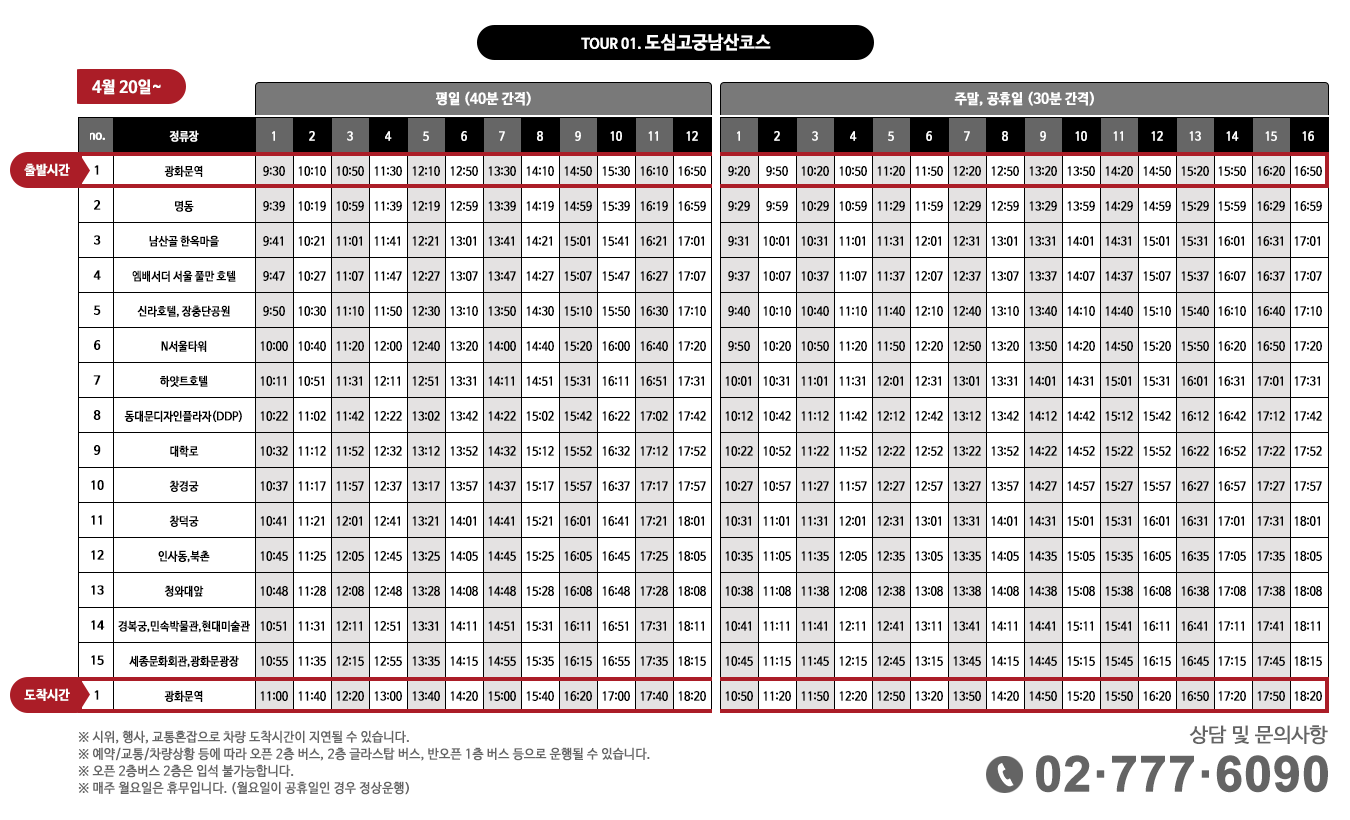 TOUR 01. 도심고궁남산코스
4월 20일~
평일 (40분 간격) 주말, 공휴일 (30분 간격)
no. 정류장 1 2 3 4 5 6 7 8 9 10 11 12 1 2 3 4 5 6 7 8 9 10 11 12 13 14 15 16
출발시간 1 광화문역 9:30 10:10 10:50 11:30 12:10 12:50 13:30 14:10 14:50 15:30 16:10 16:50 9:20 9:50 10:20 10:50 11:20 11:50 12:20 12:50 13:20 13:50 14:20 14:50 15:20 15:50 16:20 16:50
2 명동 9:39 10:19 10:59 11:39 12:19 12:59 13:39 14:19 14:59 15:39 16:19 16:59 9:29 9:59 10:29 10:59 11:29 11:59 12:29 12:59 13:29 13:59 14:29 14:59 15:29 15:59 16:29 16:59
3 남산골 한옥마을 9:41 10:21 11:01 11:41 12:21 13:01 13:41 14:21 15:01 15:41 16:21 17:01 9:31 10:01 10:31 11:01 11:31 12:01 12:31 13:01 13:31 14:01 14:31 15:01 15:31 16:01 16:31 17:01
4 엠배서더 서울 풀만 호텔 9:47 10:27 11:07 11:47 12:27 13:07 13:47 14:27 15:07 15:47 16:27 17:07 9:37 10:07 10:37 11:07 11:37 12:07 12:37 13:07 13:37 14:07 14:37 15:07 15:37 16:07 16:37 17:07
5 신라호텔, 장충단공원 9:50 10:30 11:10 11:50 12:30 13:10 13:50 14:30 15:10 15:50 16:30 17:10 9:40 10:10 10:40 11:10 11:40 12:10 12:40 13:10 13:40 14:10 14:40 15:10 15:40 16:10 16:40 17:10
6 N서울타워 10:00 10:40 11:20 12:00 12:40 13:20 14:00 14:40 15:20 16:00 16:40 17:20 9:50 10:20 10:50 11:20 11:50 12:20 12:50 13:20 13:50 14:20 14:50 15:20 15:50 16:20 16:50 17:20
7 하얏트호텔 10:11 10:51 11:31 12:11 12:51 13:31 14:11 14:51 15:31 16:11 16:51 17:31 10:01 10:31 11:01 11:31 12:01 12:31 13:01 13:31 14:01 14:31 15:01 15:31 16:01 16:31 17:01 17:31
8 동대문디자인플라자(DDP) 10:22 11:02 11:42 12:22 13:02 13:42 14:22 15:02 15:42 16:22 17:02 17:42 10:12 10:42 11:12 11:42 12:12 12:42 13:12 13:42 14:12 14:42 15:12 15:42 16:12 16:42 17:12 17:42
9 대학로 10:32 11:12 11:52 12:32 13:12 13:52 14:32 15:12 15:52 16:32 17:12 17:52 10:22 10:52 11:22 11:52 12:22 12:52 13:22 13:52 14:22 14:52 15:22 15:52 16:22 16:52 17:22 17:52
10 창경궁 10:37 11:17 11:57 12:37 13:17 13:57 14:37 15:17 15:57 16:37 17:17 17:57 10:27 10:57 11:27 11:57 12:27 12:57 13:27 13:57 14:27 14:57 15:27 15:57 16:27 16:57 17:27 17:57
11 창덕궁 10:41 11:21 12:01 12:41 13:21 14:01 14:41 15:21 16:01 16:41 17:21 18:01 10:31 11:01 11:31 12:01 12:31 13:01 13:31 14:01 14:31 15:01 15:31 16:01 16:31 17:01 17:31 18:01
12 인사동,북촌 10:45 11:25 12:05 12:45 13:25 14:05 14:45 15:25 16:05 16:45 17:25 18:05 10:35 11:05 11:35 12:05 12:35 13:05 13:35 14:05 14:35 15:05 15:35 16:05 16:35 17:05 17:35 18:05
13 청와대앞 10:48 11:28 12:08 12:48 13:28 14:08 14:48 15:28 16:08 16:48 17:28 18:08 10:38 11:08 11:38 12:08 12:38 13:08 13:38 14:08 14:38 15:08 15:38 16:08 16:38 17:08 17:38 18:08
14 경복궁,민속박물관,현대미술관 10:51 11:31 12:11 12:51 13:31 14:11 14:51 15:31 16:11 16:51 17:31 18:11 10:41 11:11 11:41 12:11 12:41 13:11 13:41 14:11 14:41 15:11 15:41 16:11 16:41 17:11 17:41 18:11
15 세종문화회관,광화문광장 10:55 11:35 12:15 12:55 13:35 14:15 14:55 15:35 16:15 16:55 17:35 18:15 10:45 11:15 11:45 12:15 12:45 13:15 13:45 14:15 14:45 15:15 15:45 16:15 16:45 17:15 17:45 18:15
도착시간 1 광화문역 11:00 11:40 12:20 13:00 13:40 14:20 15:00 15:40 16:20 17:00 17:40 18:20 10:50 11:20 11:50 12:20 12:50 13:20 13:50 14:20 14:50 15:20 15:50 16:20 16:50 17:20 17:50 18:20
※ 시위, 행사, 교통혼잡으로 차량 도착시간이 지연될 수 있습니다.
※ 예약/교통/차량상황 등에 따라 오픈 2층 버스, 2층 글라스탑 버스, 반오픈 1층 버스 등으로 운행될 수 있습니다.
※ 오픈 2층버스 2층은 입석 불가능합니다.
※ 매주 월요일은 휴무입니다. (월요일이 공휴일인 경우 정상운행)
상담 및 문의사항
02·777·6090